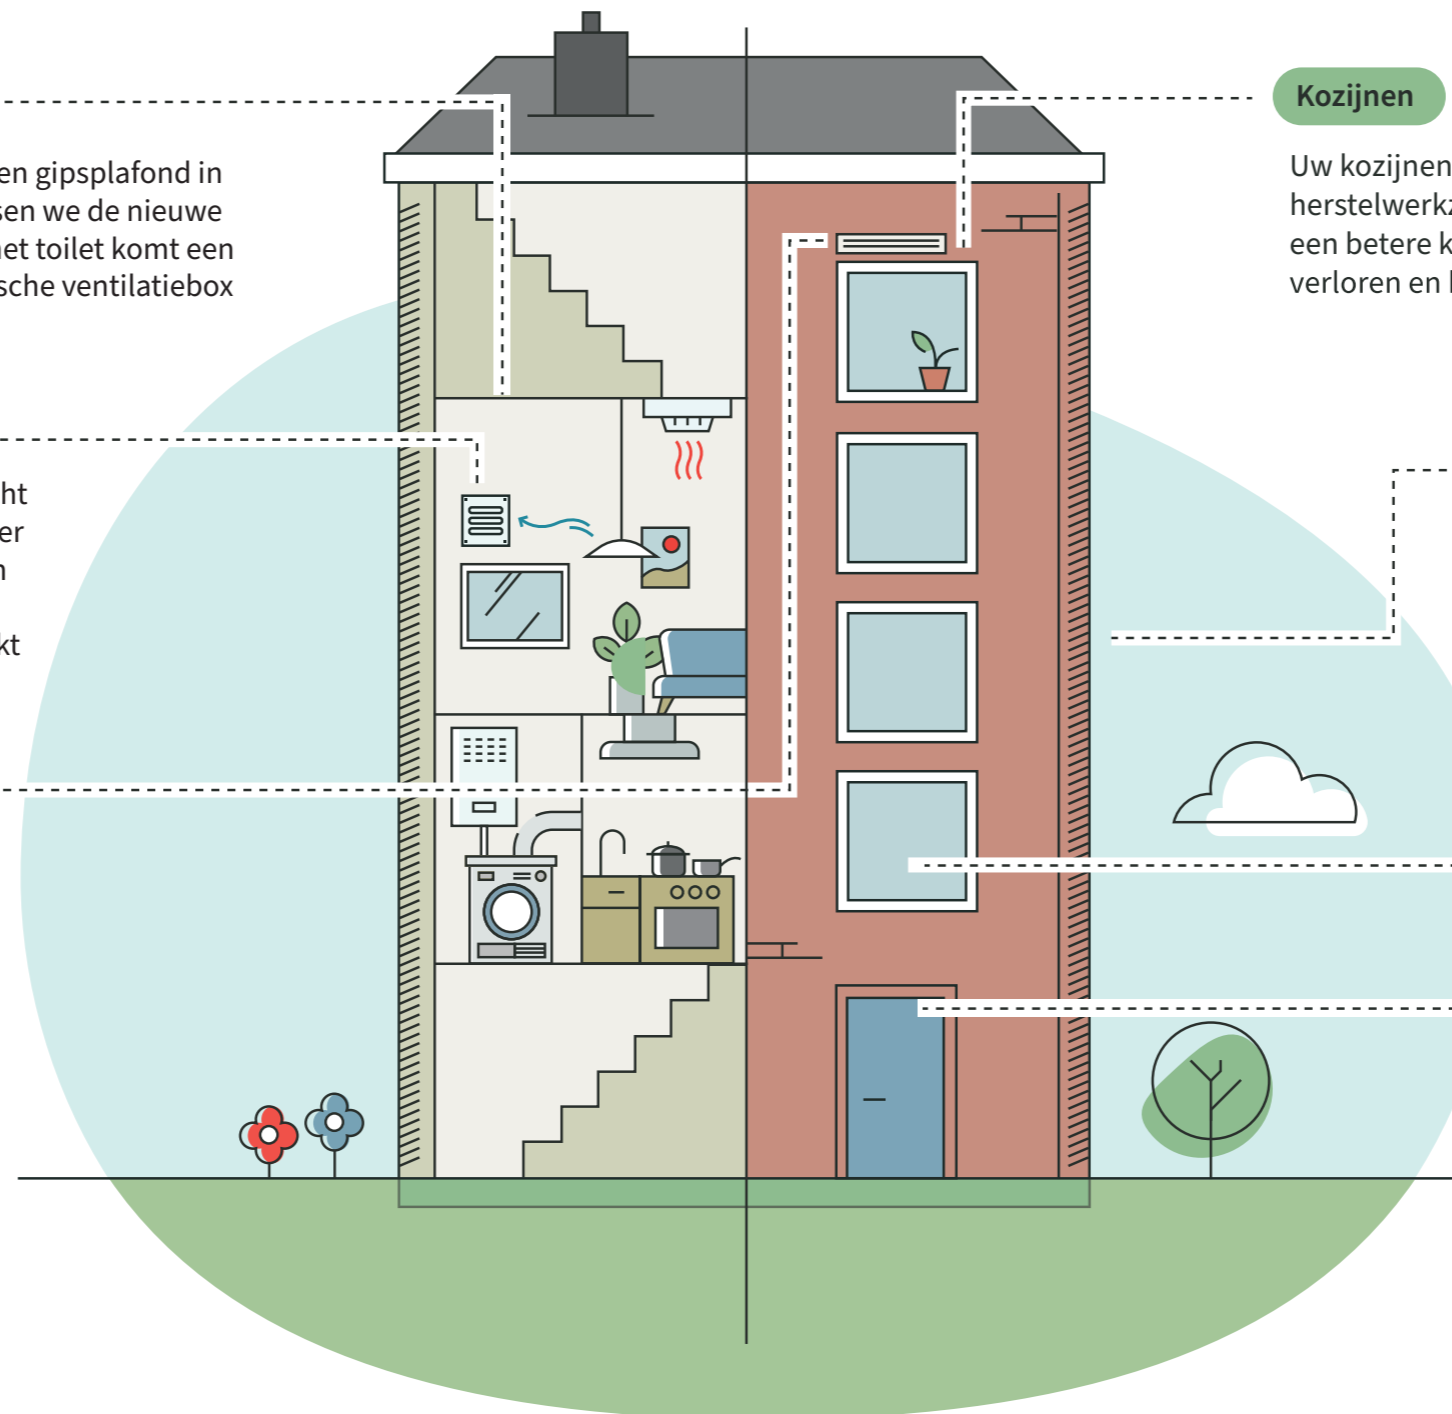 en gipsplafond in
sen we de nieuwe
het toilet komt een
sche ventilatiebox
ht
er
n
kt
Kozijnen
Uw kozijnen
herstelwerkz
een betere k
verloren en